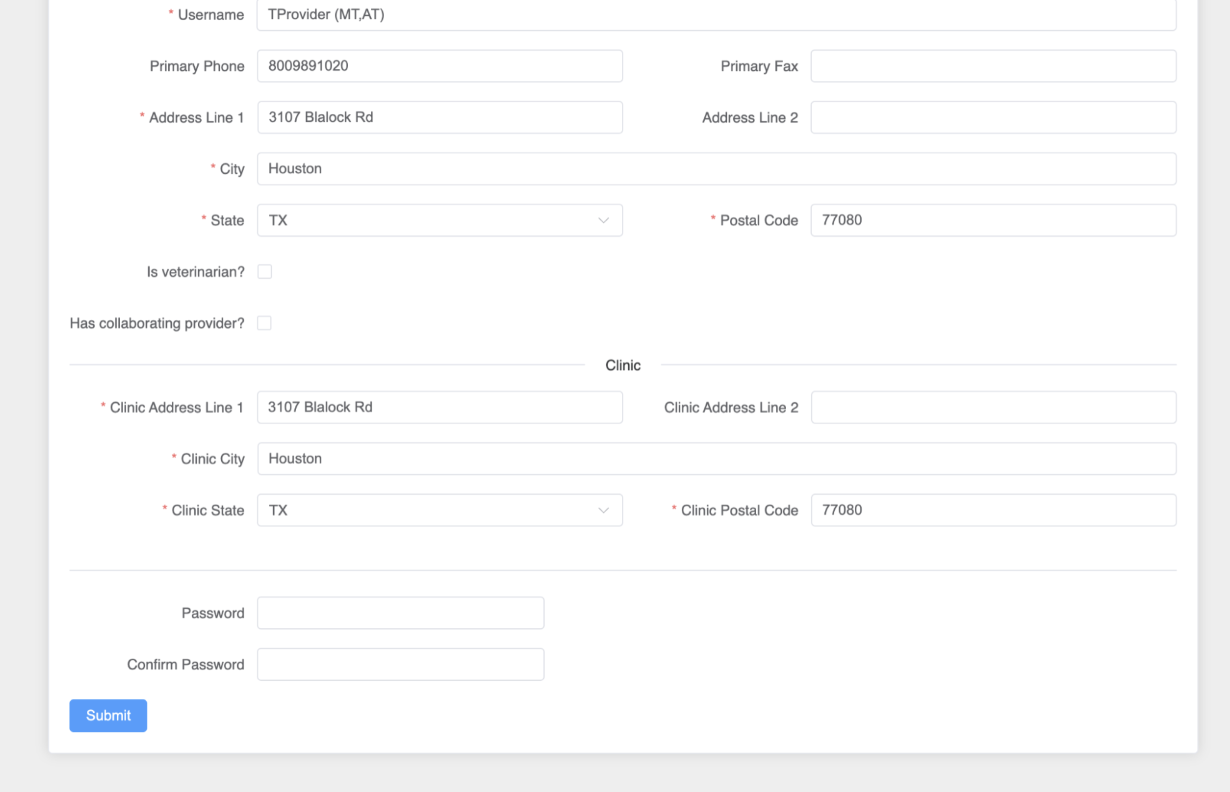 * Username TProvider (MT,AT)
Primary Phone 8009891020 Primary Fax
* Address Line 1 3107 Blalock Rd Address Line 2
* City Houston
* State TX * Postal Code 77080
Is veterinarian?
Has collaborating provider?
Clinic
* Clinic Address Line 1 3107 Blalock Rd Clinic Address Line 2
* Clinic City Houston
* Clinic State TX * Clinic Postal Code 77080
Password
Confirm Password
Submit